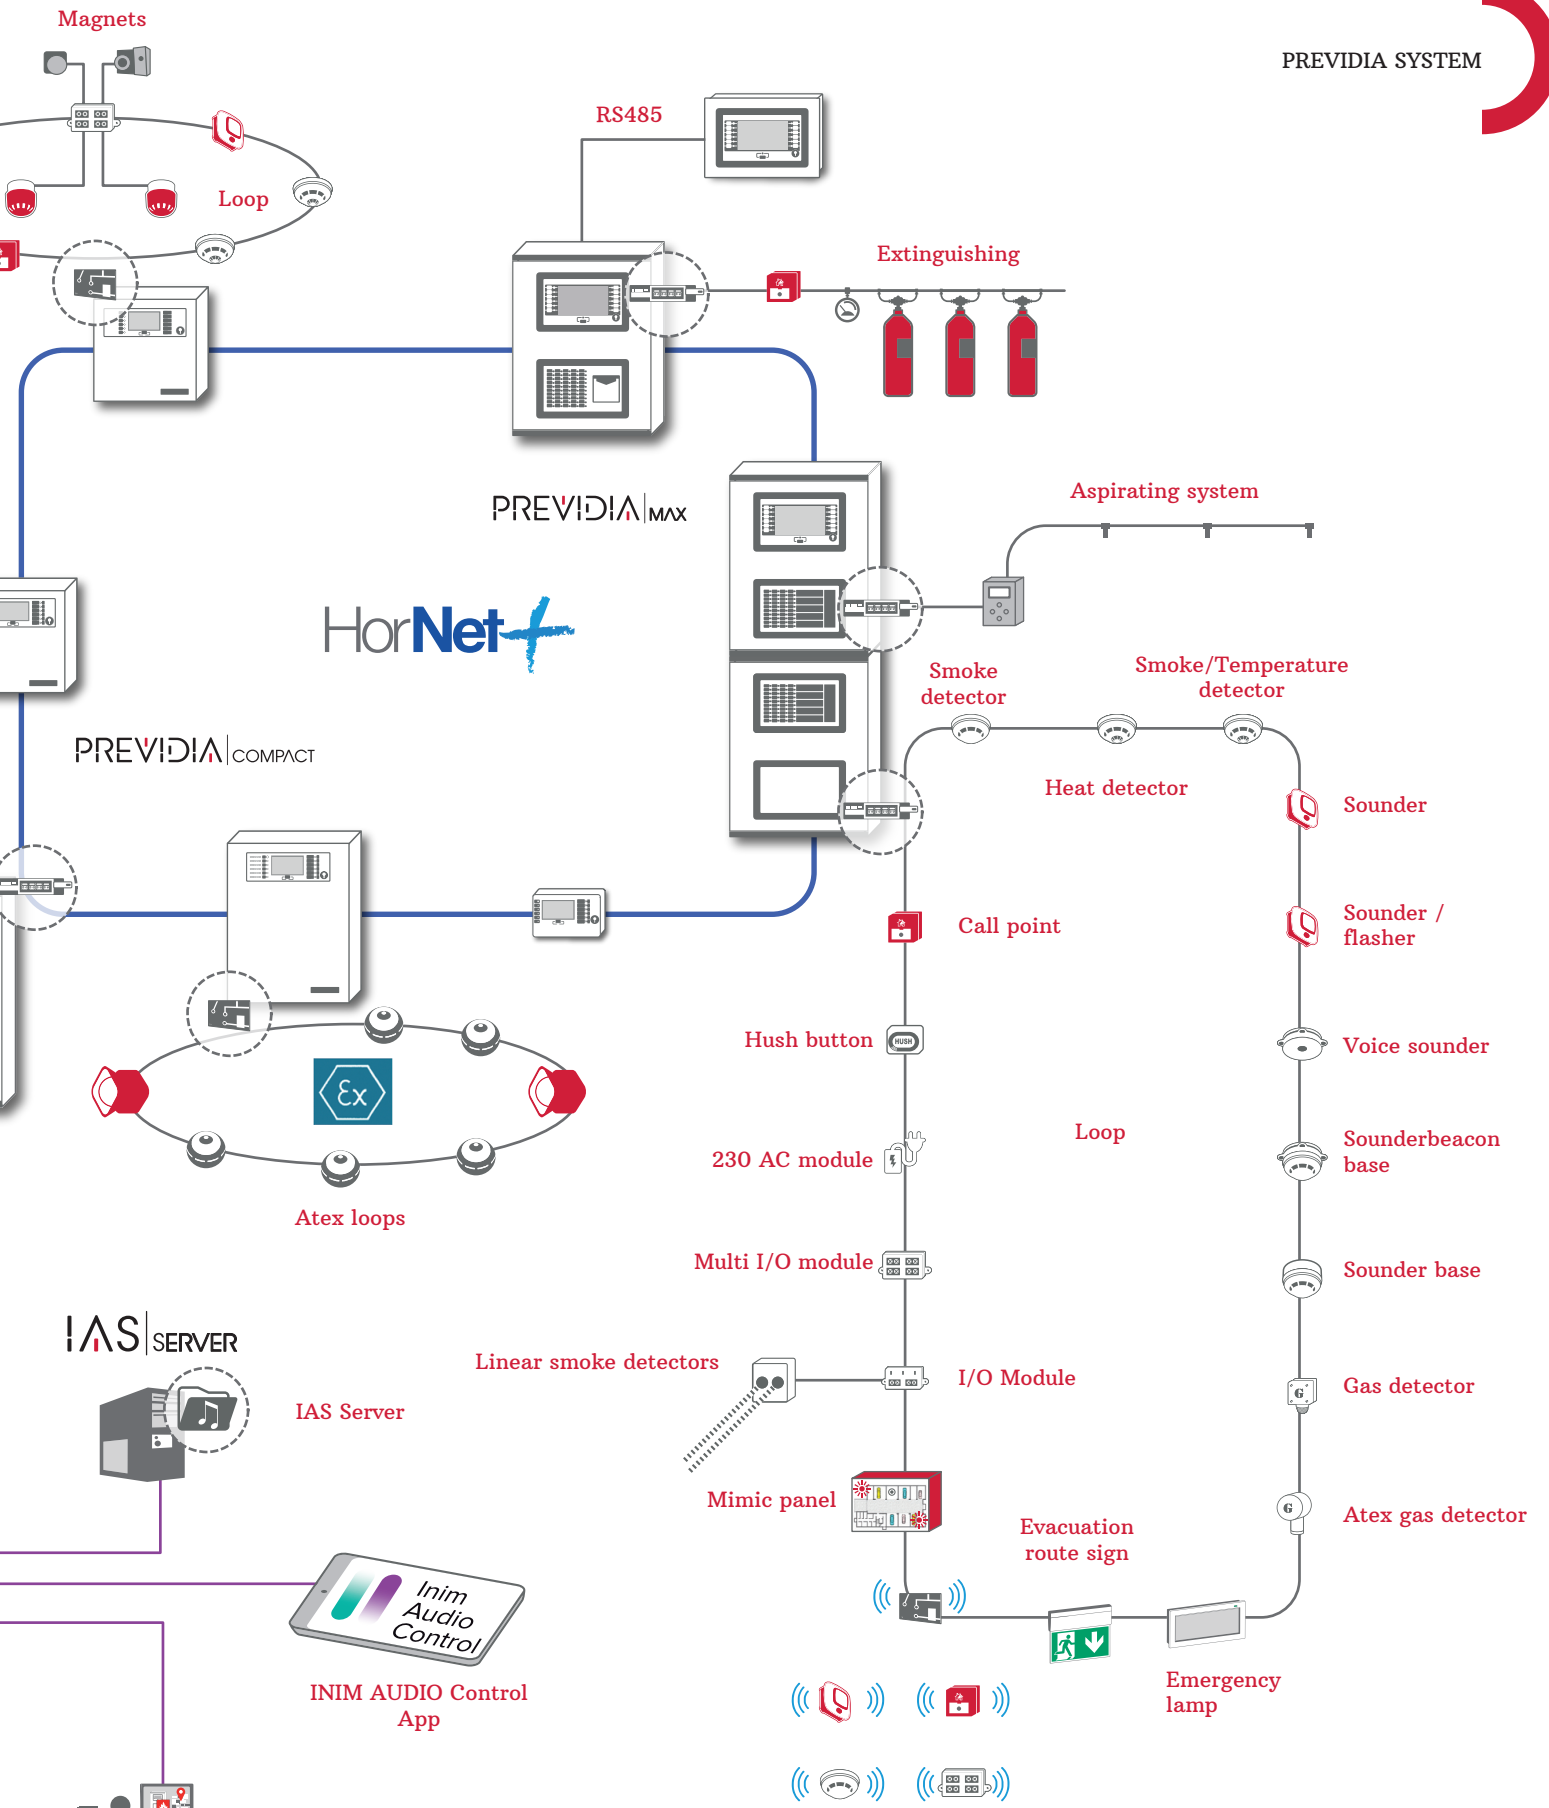 Magnets
PREVIDIA SYSTEM
RS485
Loop
Extinguishing
Aspirating system
PREVIDIA MAX
HorNet+
Smoke
detector
Smoke/Temperature
detector
PREVIDIA COMPACT
Heat detector
Sounder
Call point
Sounder /
flasher
Hush button
HUSH
Voice sounder
Ex
Loop
230 AC module
Sounderbeacon
base
Atex loops
Multi I/O module
Sounder base
IAS SERVER
Linear smoke detectors
I/O Module
Gas detector
G
IAS Server
Mimic panel
Evacuation
route sign
Atex gas detector
G
Inim
Audio
Control
INIM AUDIO Control
App
Emergency
lamp